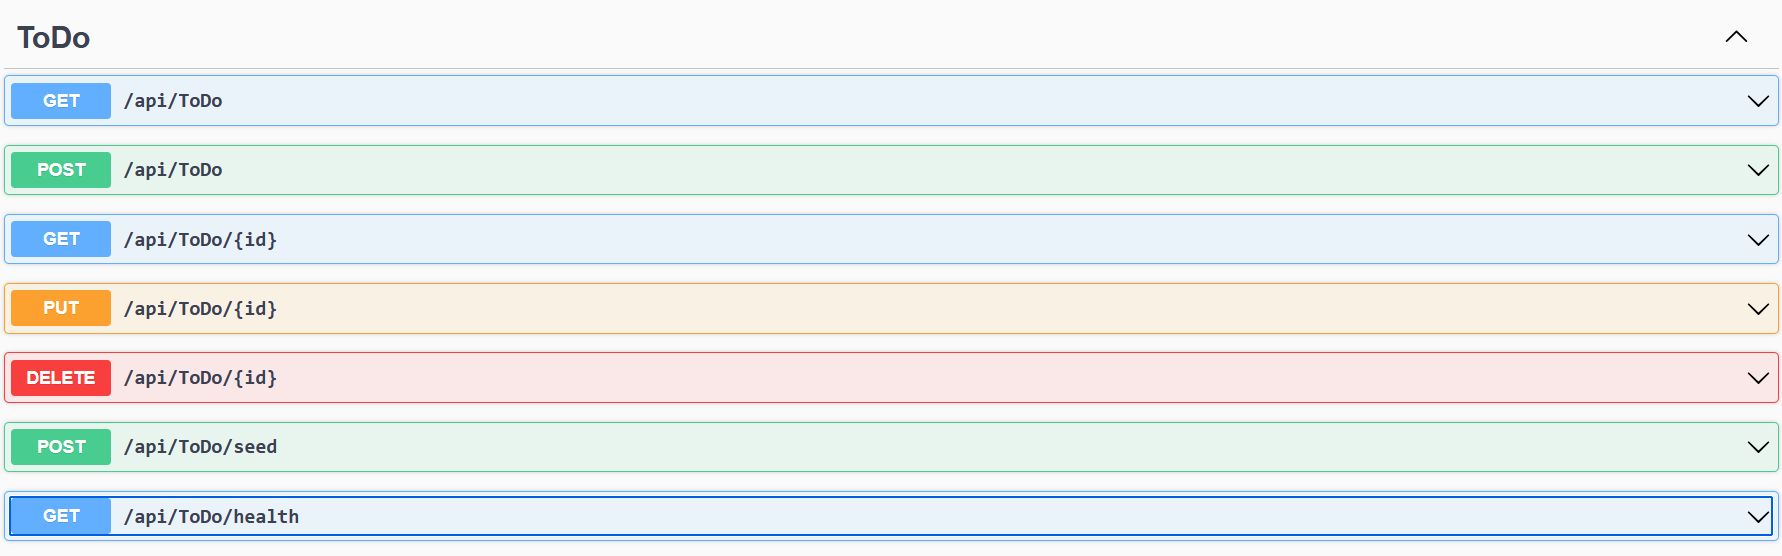 ToDo
GET /api/ToDo
POST /api/ToDo
GET /api/ToDo/{id}
PUT /api/ToDo/{id}
DELETE /api/ToDo/{id}
POST /api/ToDo/seed
GET /api/ToDo/health